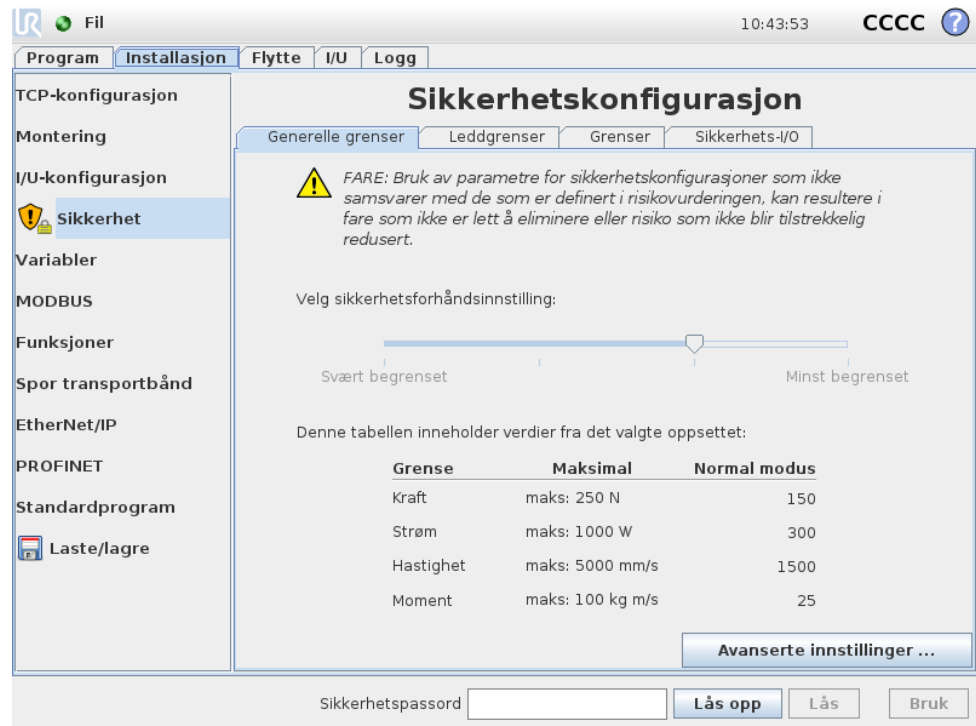 UR Fil 10:43:53 CCCC ?
Program Installasjon Flytte I/U Logg
TCP-konfigurasjon
Montering
I/U-konfigurasjon
Sikkerhet
Variabler
MODBUS
Funksjoner
Spor transportbånd
EtherNet/IP
PROFINET
Standardprogram
Laste/lagre
Sikkerhetskonfigurasjon
Generelle grenser Leddgrenser Grenser Sikkerhets-I/O
FARE: Bruk av parametre for sikkerhetskonfigurasjoner som ikke
samsvarer med de som er definert i risikovurderingen, kan resultere i
fare som ikke er lett å eliminere eller risiko som ikke blir tilstrekkelig
redusert.
Velg sikkerhetsforhåndsinnstilling:
Svært begrenset Minst begrenset
Denne tabellen inneholder verdier fra det valgte oppsettet:
Grense Maksimal Normal modus
Kraft maks: 250 N 150
Strøm maks: 1000 W 300
Hastighet maks: 5000 mm/s 1500
Moment maks: 100 kg m/s 25
Avanserte innstillinger ...
Sikkerhetspassord Lås opp Lås Bruk